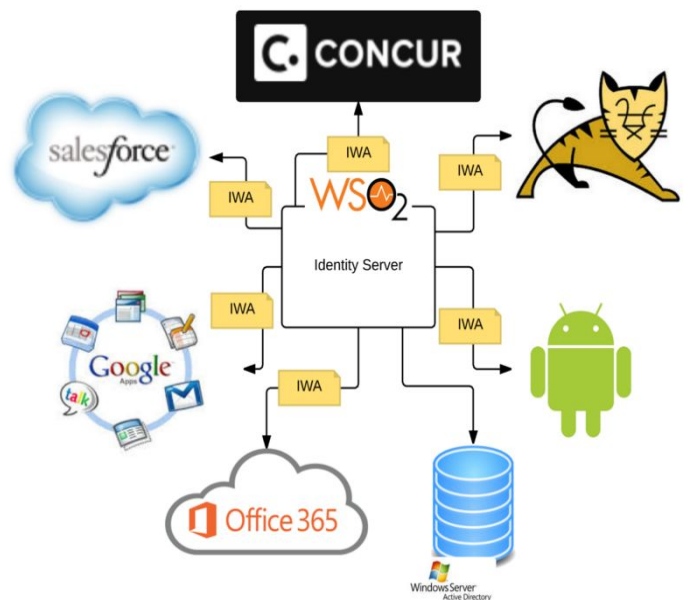 C. CONCUR
salesforce
IWA
IWA
IWA
WSO2
Identity Server
IWA
IWA
Google
Apps
talk
IWA
Office 365
Windows Server
Active Directory